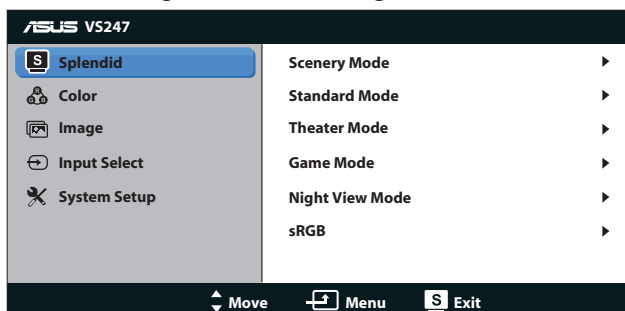 ASUS VS247
S Splendid
Color
Image
Input Select
System Setup
Scenery Mode
Standard Mode
Theater Mode
Game Mode
Night View Mode
sRGB
Move Menu S Exit